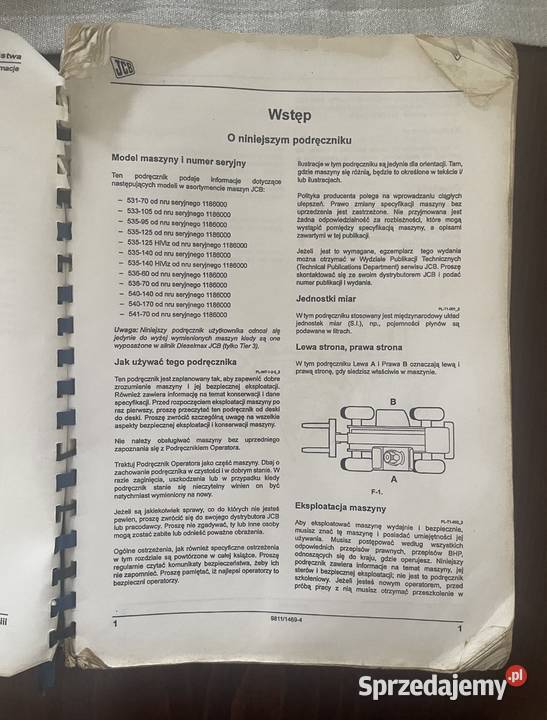 stwa
macje
JCB
Wstęp
O niniejszym podręczniku
Model maszyny i numer seryjny
Ten podręcznik podaje informacje dotyczące
następujących modeli w asortymencie maszyn JCB:
– 531-70 od nru seryjnego 1186000
– 533-105 od nru seryjnego 1186000
– 535-95 od nru seryjnego 1186000
– 535-125 od nru seryjnego 1186000
– 535-125 HiViz od nru seryjnego 1186000
– 535-140 od nru seryjnego 1186000
– 535-140 HiViz od nru seryjnego 1186000
– 536-60 od nru seryjnego 1186000
– 536-70 od nru seryjnego 1186000
– 540-140 od nru seryjnego 1186000
– 540-170 od nru seryjnego 1186000
– 541-70 od nru seryjnego 1186000
Uwaga: Niniejszy podręcznik użytkownika odnosi się
jedynie do wyżej wymienionych maszyn kiedy są one
wyposażone w silnik Dieselmax JCB (tylko Tier 3).
Jak używać tego podręcznika
Ten podręcznik jest zaplanowany tak, aby zapewnić dobre
zrozumienie maszyny i jej bezpiecznej eksploatacji.
Również zawiera informację na temat konserwacji i dane
specyfikacji. Przed rozpoczęciem eksploatacji maszyny po
raz pierwszy, proszę przeczytać ten podręcznik od deski
do deski. Proszę zwrócić szczególną uwagę na wszelkie
aspekty bezpiecznej eksploatacji i konserwacji maszyny.
Nie należy obsługiwać maszyny bez uprzedniego
zapoznania się z Podręcznikiem Operatora.
Traktuj Podręcznik Operatora jako część maszyny. Dbaj o
zachowanie podręcznika w czystości i w dobrym stanie. W
razie zaginięcia, uszkodzenia lub w przypadku kiedy
podręcznik stanie się nieczytelny winien on być
natychmiast wymieniony na nowy.
Jeżeli są jakiekolwiek sprawy, co do których nie jesteś
pewien, proszę zwrócić się do swojego dystrybutora JCB
lub pracodawcy. Proszę nie zgadywać, ty lub inne osoby
mogą zostać zabite lub odnieść poważne obrażenia.
Ogólne ostrzeżenia, jak również specyficzne ostrzeżenia
w tym rozdziale są powtórzone w całej książce. Proszę
regularnie czytać komunikaty bezpieczeństwa, żeby ich
nie zapomnieć. Proszę pamiętać, iż najlepsi operatorzy to
bezpieczni operatorzy.
Ilustracje w tym podręczniku są jedynie dla orientacji. Tam,
gdzie maszyny się różnią, będzie to określone w tekście i/
lub ilustracjach.
Polityka producenta polega na wprowadzaniu ciągłych
ulepszeń. Prawo zmiany specyfikacji maszyny bez
uprzedzenia jest zastrzeżone. Nie przyjmowana jest
żadna odpowiedzialność za rozbieżności, które mogą
wystąpić pomiędzy specyfikacją maszyny, a opisami
zawartymi w tej publikacji.
Jeżeli jest to wymagane, egzemplarz tego wydania
można otrzymać w Wydziale Publikacji Technicznych
(Technical Publications Department) serwisu JCB. Proszę
skontaktować się ze swoim dystrybutorem JCB i podać
numer publikacji i wydania.
Jednostki miar
W tym podręczniku stosowany jest międzynarodowy układ
jednostek miar (S.I.), np., pojemności płynów są
podawane w litrach.
Lewa strona, prawa strona
W tym podręczniku Lewa A i Prawa B oznaczają lewą i
prawą stronę, gdy siedzisz właściwie w maszynie.
B
A
F-1.
Eksploatacja maszyny
Aby eksploatować maszynę wydajnie i bezpiecznie,
musisz znać tę maszynę i posiadać umiejętności jej
używania. Musisz postępować według wszystkich
odpowiednich przepisów prawnych, przepisów BHP,
odnoszących się do kraju, gdzie operujesz. Niniejszy
podręcznik zawiera informacje na temat maszyny, jej
sterów i bezpiecznej eksploatacji; nie jest to podręcznik
szkoleniowy. Jeżeli jesteś nowym operatorem, przed
próbą pracy z nią musisz otrzymać przeszkolenie w
1
9811/1469-4
1
Sprzedajemy.pl